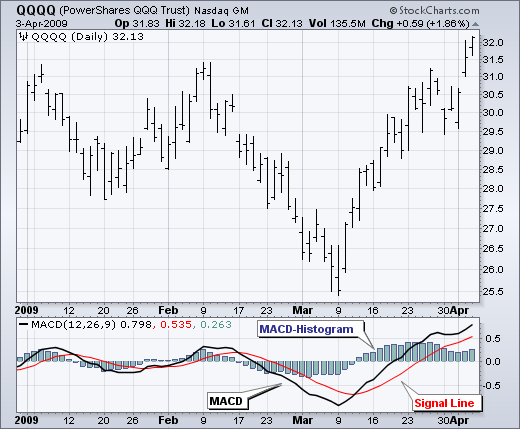 QQQQ (PowerShares QQQ Trust) Nasdaq GM © StockCharts.com
3-Apr-2009 Op 31.83 Hi 32.18 Lo 31.61 Cl 32.13 Vol 135.5M Chg +0.59 (+1.86%)
QQQQ (Daily) 32.13
32.0
31.5
31.0
30.5
30.0
29.5
29.0
28.5
28.0
27.5
27.0
26.5
26.0
25.5
2009 12 20 26 Feb 9 17 23 Mar 9 16 23 30 Apr
MACD(12,26,9) 0.798, 0.535, 0.263
MACD-Histogram
0.5
0.0
-0.5
MACD
Signal Line
2009 12 20 26 Feb 9 17 23 Mar 9 16 23 30 Apr